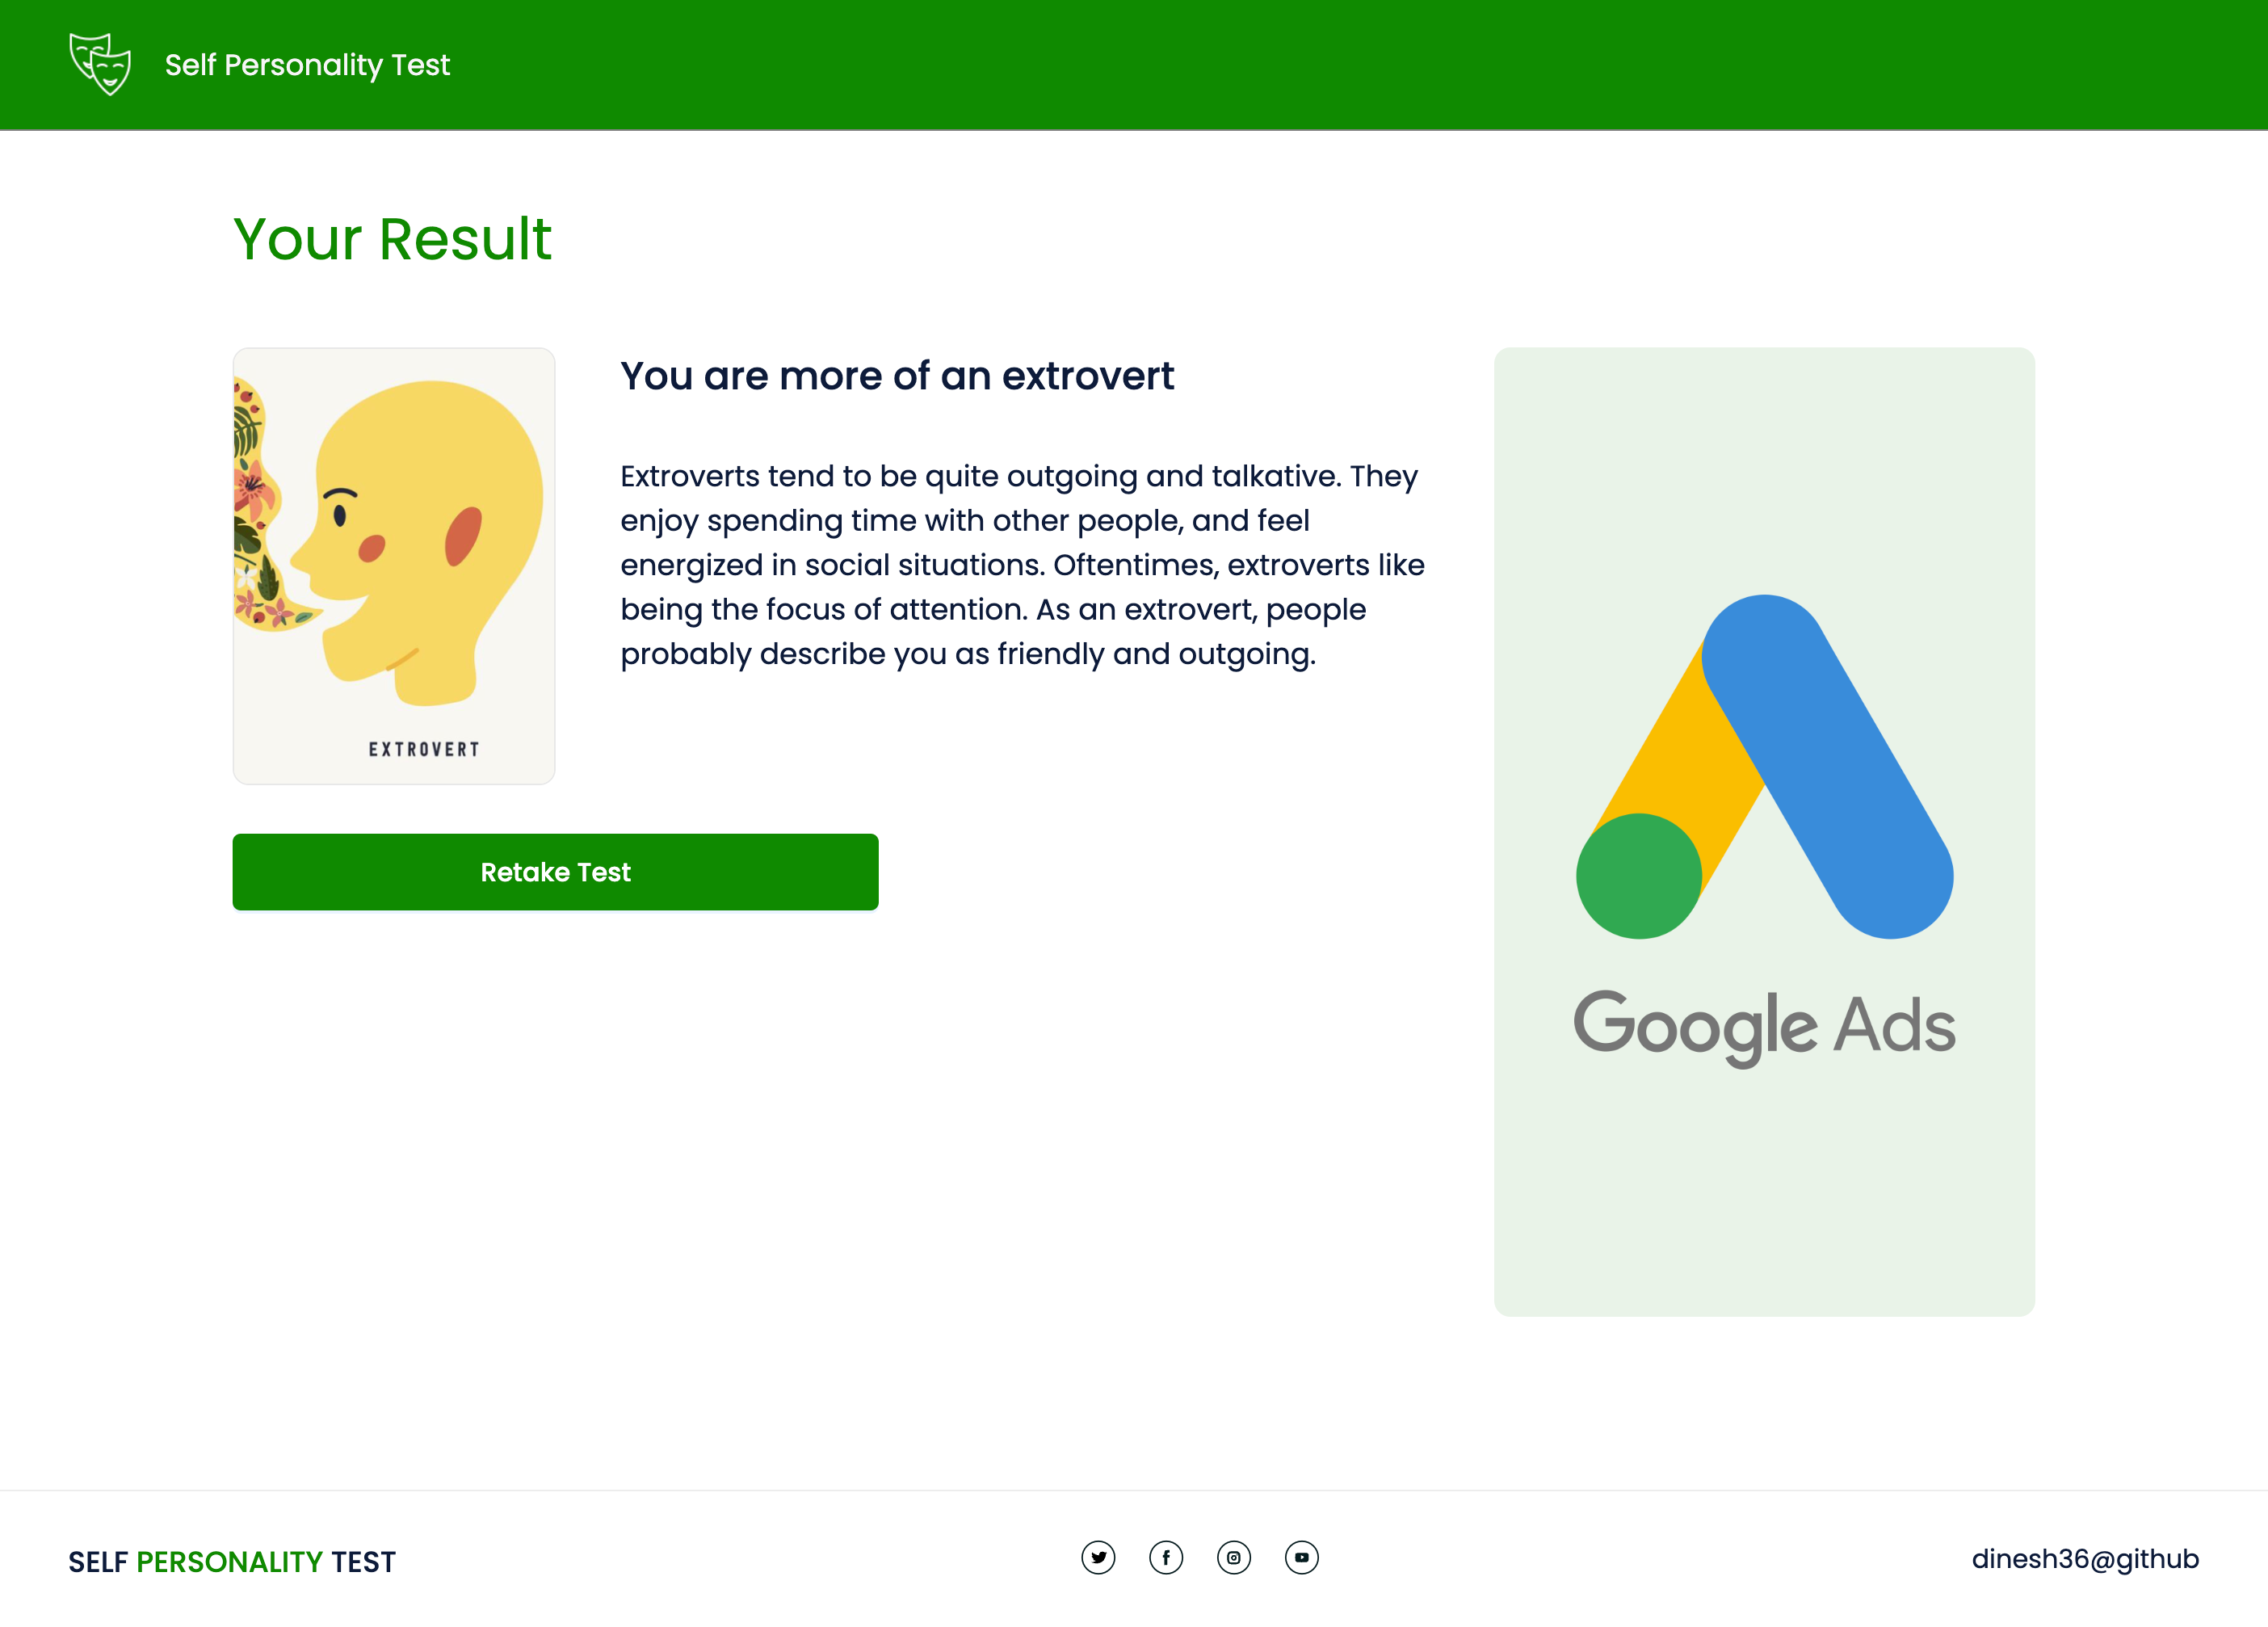 Self Personality Test
Your Result
EXTROVERT
You are more of an extrovert
Extroverts tend to be quite outgoing and talkative. They
enjoy spending time with other people, and feel
energized in social situations. Oftentimes, extroverts like
being the focus of attention. As an extrovert, people
probably describe you as friendly and outgoing.
Retake Test
Google Ads
SELF PERSONALITY TEST
dinesh36@github